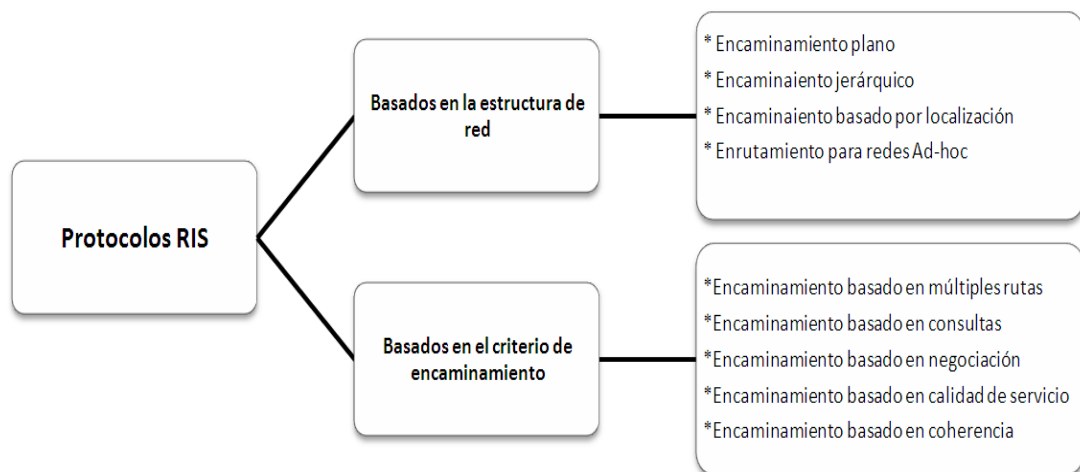 Protocolos RIS
Basados en la estructura de
red
* Encaminamiento plano
* Encaminaiento jerárquico
* Encaminaiento basado por localización
* Enrutamiento para redes Ad-hoc
Basados en el criterio de
encaminamiento
*Encaminamiento basado en múltiples rutas
*Encaminamiento basado en consultas
*Encaminamiento basado en negociación
*Encaminamiento basado en calidad de servicio
*Encaminamiento basado en coherencia